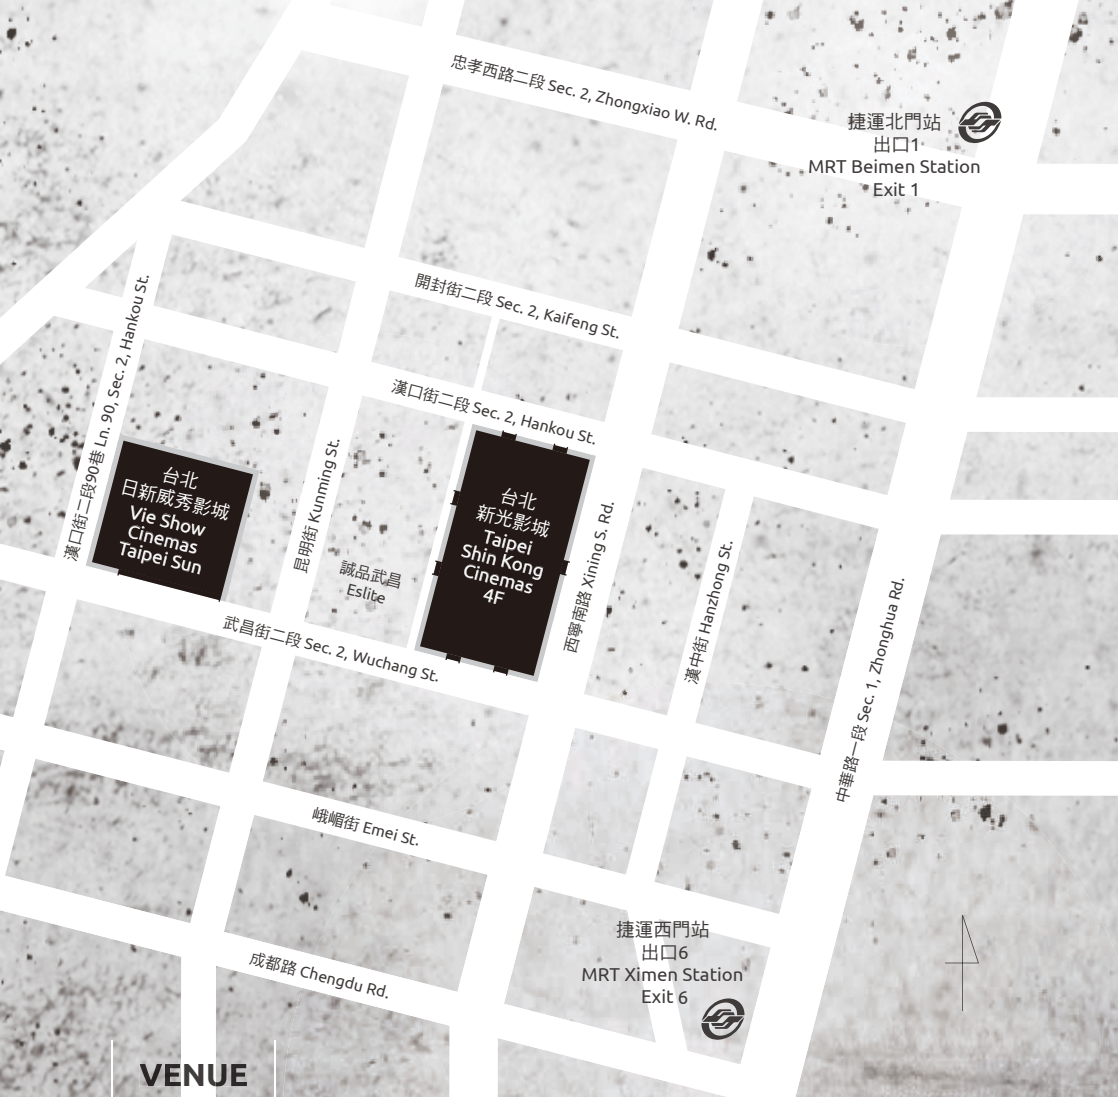 忠孝西路二段 Sec. 2, Zhongxiao W. Rd.
捷運北門站
出口1
MRT Beimen Station
Exit 1
開封街二段 Sec. 2, Kaifeng St.
漢口街二段90巷 Ln. 90, Sec. 2, Hankou St.
漢口街二段 Sec. 2, Hankou St.
台北
日新威秀影城
Vie Show
Cinemas
Taipei Sun
昆明街 Kunming St.
誠品武昌
Eslite
台北
新光影城
Taipei
Shin Kong
Cinemas
4F
西寧南路 Xining S. Rd.
漢中街 Hanzhong St.
中華路一段 Sec. 1, Zhonghua Rd.
武昌街二段 Sec. 2, Wuchang St.
峨嵋街 Emei St.
捷運西門站
出口6
MRT Ximen Station
Exit 6
成都路 Chengdu Rd.
VENUE